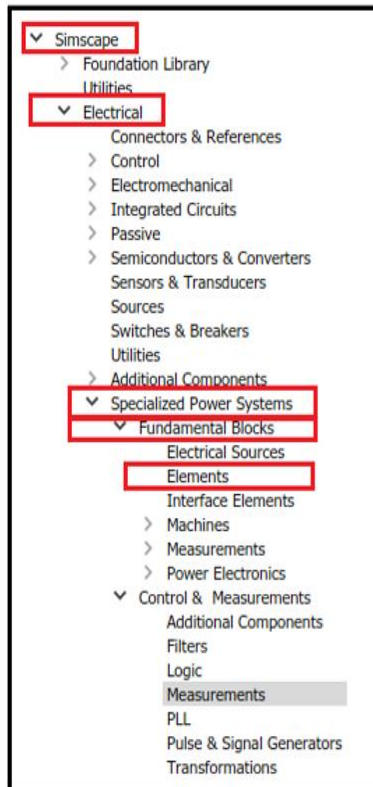 Simscape
Foundation Library
Utilities
Electrical
Connectors & References
Control
Electromechanical
Integrated Circuits
Passive
Semiconductors & Converters
Sensors & Transducers
Sources
Switches & Breakers
Utilities
Additional Components
Specialized Power Systems
Fundamental Blocks
Electrical Sources
Elements
Interface Elements
Machines
Measurements
Power Electronics
Control & Measurements
Additional Components
Filters
Logic
Measurements
PLL
Pulse & Signal Generators
Transformations